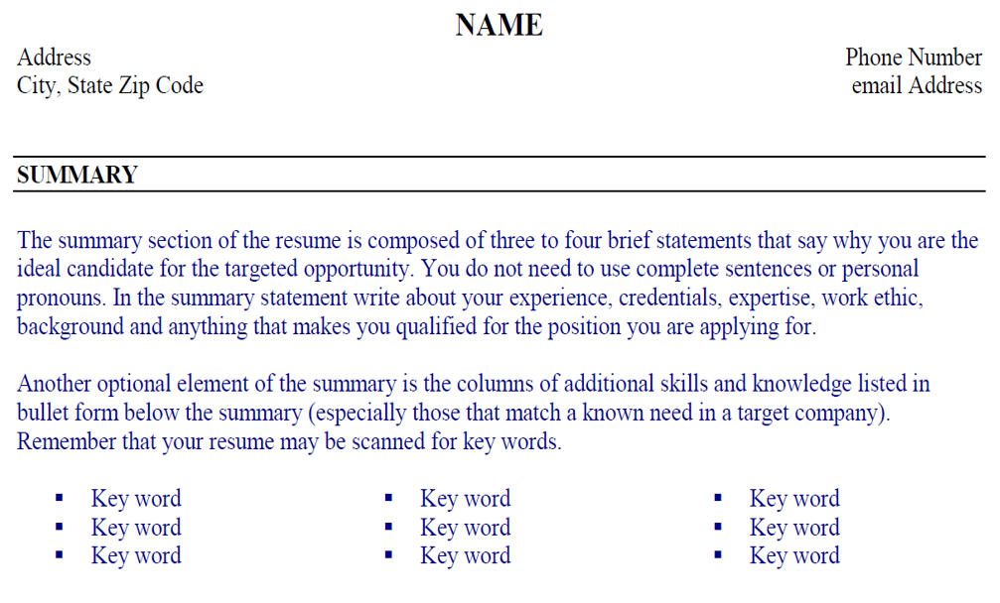 NAME
Address Phone Number
City, State Zip Code email Address
SUMMARY
The summary section of the resume is composed of three to four brief statements that say why you are the
ideal candidate for the targeted opportunity. You do not need to use complete sentences or personal
pronouns. In the summary statement write about your experience, credentials, expertise, work ethic,
background and anything that makes you qualified for the position you are applying for.
Another optional element of the summary is the columns of additional skills and knowledge listed in
bullet form below the summary (especially those that match a known need in a target company).
Remember that your resume may be scanned for key words.
▪ Key word ▪ Key word ▪ Key word
▪ Key word ▪ Key word ▪ Key word
▪ Key word ▪ Key word ▪ Key word